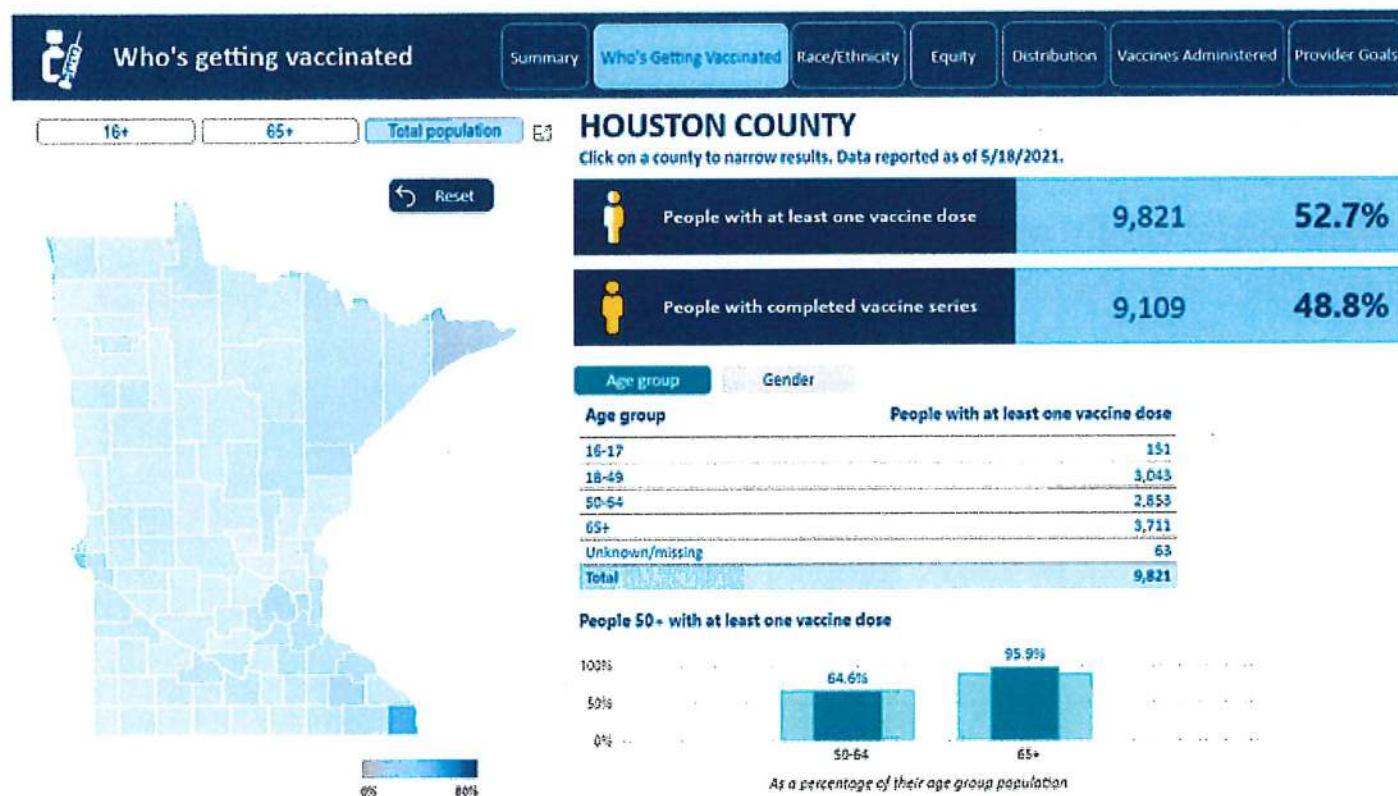 Who's getting vaccinated
Summary
Who's Getting Vaccinated
Race/Ethnicity
Equity
Distribution
Vaccines Administered
Provider Goals
16+
65+
Total population
Reset
0%
80%
HOUSTON COUNTY
Click on a county to narrow results. Data reported as of 5/18/2021.
People with at least one vaccine dose 9,821 52.7%
People with completed vaccine series 9,109 48.8%
Age group
Gender
Age group People with at least one vaccine dose
16-17 151
18-49 3,043
50-64 2,853
65+ 3,711
Unknown/missing 63
Total 9,821
People 50+ with at least one vaccine dose
100%
50%
0%
64.6%
95.9%
50-64
65+
As a percentage of their age group population